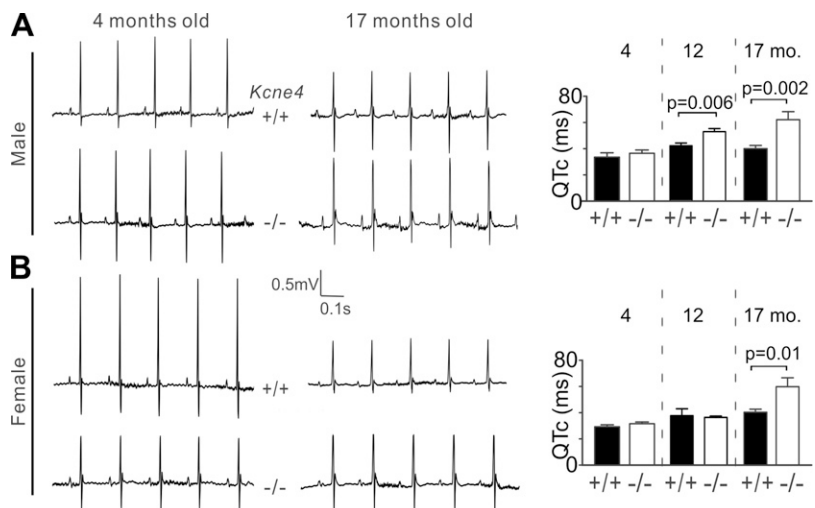 A
4 months old
17 months old
Male
Kcne4
+/+
-/-
4
12
17 mo.
p=0.006
p=0.002
QTc (ms)
80
0
+/+ -/- +/+ -/- +/+ -/-
B
Female
0.5mV
0.1s
+/+
-/-
4
12
17 mo.
p=0.01
QTc (ms)
80
0
+/+ -/- +/+ -/- +/+ -/-